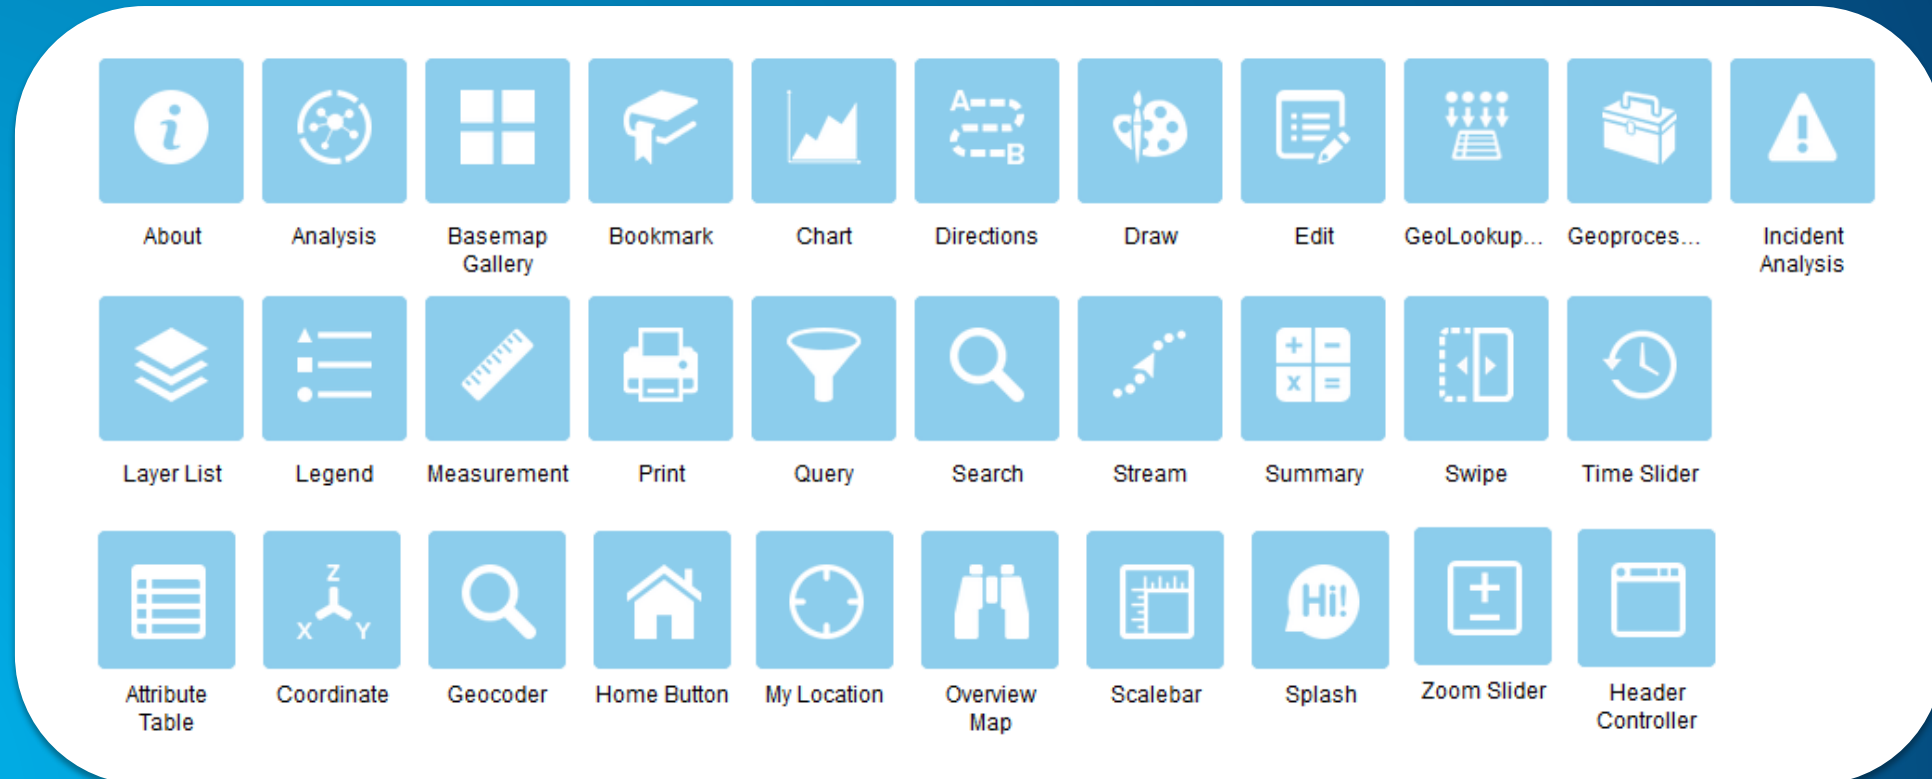 A
B
About
Analysis
Basemap
Gallery
Bookmark
Chart
Directions
Draw
Edit
GeoLookup...
Geoproces...
Incident
Analysis
Layer List
Legend
Measurement
Print
Query
Search
Stream
+ -
x =
Summary
Swipe
Time Slider
Z
X Y
Hi!
Attribute
Table
Coordinate
Geocoder
Home Button
My Location
Overview
Map
Scalebar
Splash
Zoom Slider
Header
Controller